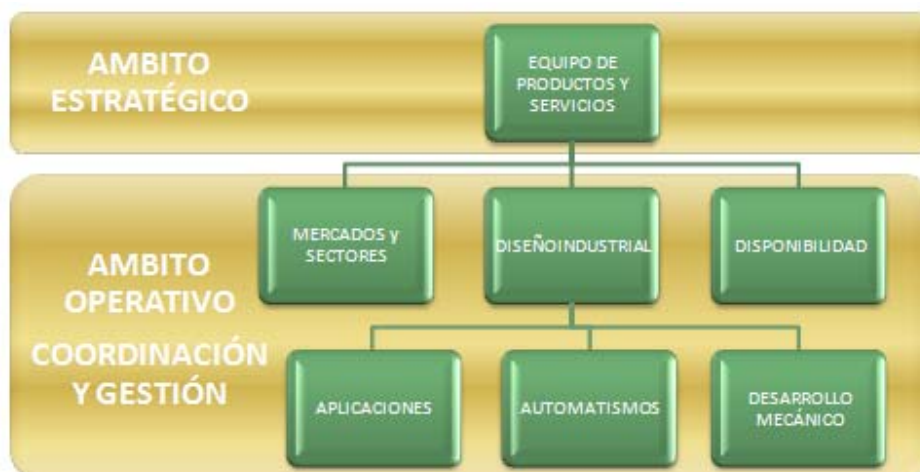 AMBITO
ESTRATÉGICO
EQUIPO DE
PRODUCTOS Y
SERVICIOS
AMBITO
OPERATIVO
COORDINACIÓN
Y GESTIÓN
MERCADOS y
SECTORES
DISEÑOINDUSTRIAL
DISPONIBILIDAD
APLICACIONES
AUTOMATISMOS
DESARROLLO
MECÁNICO